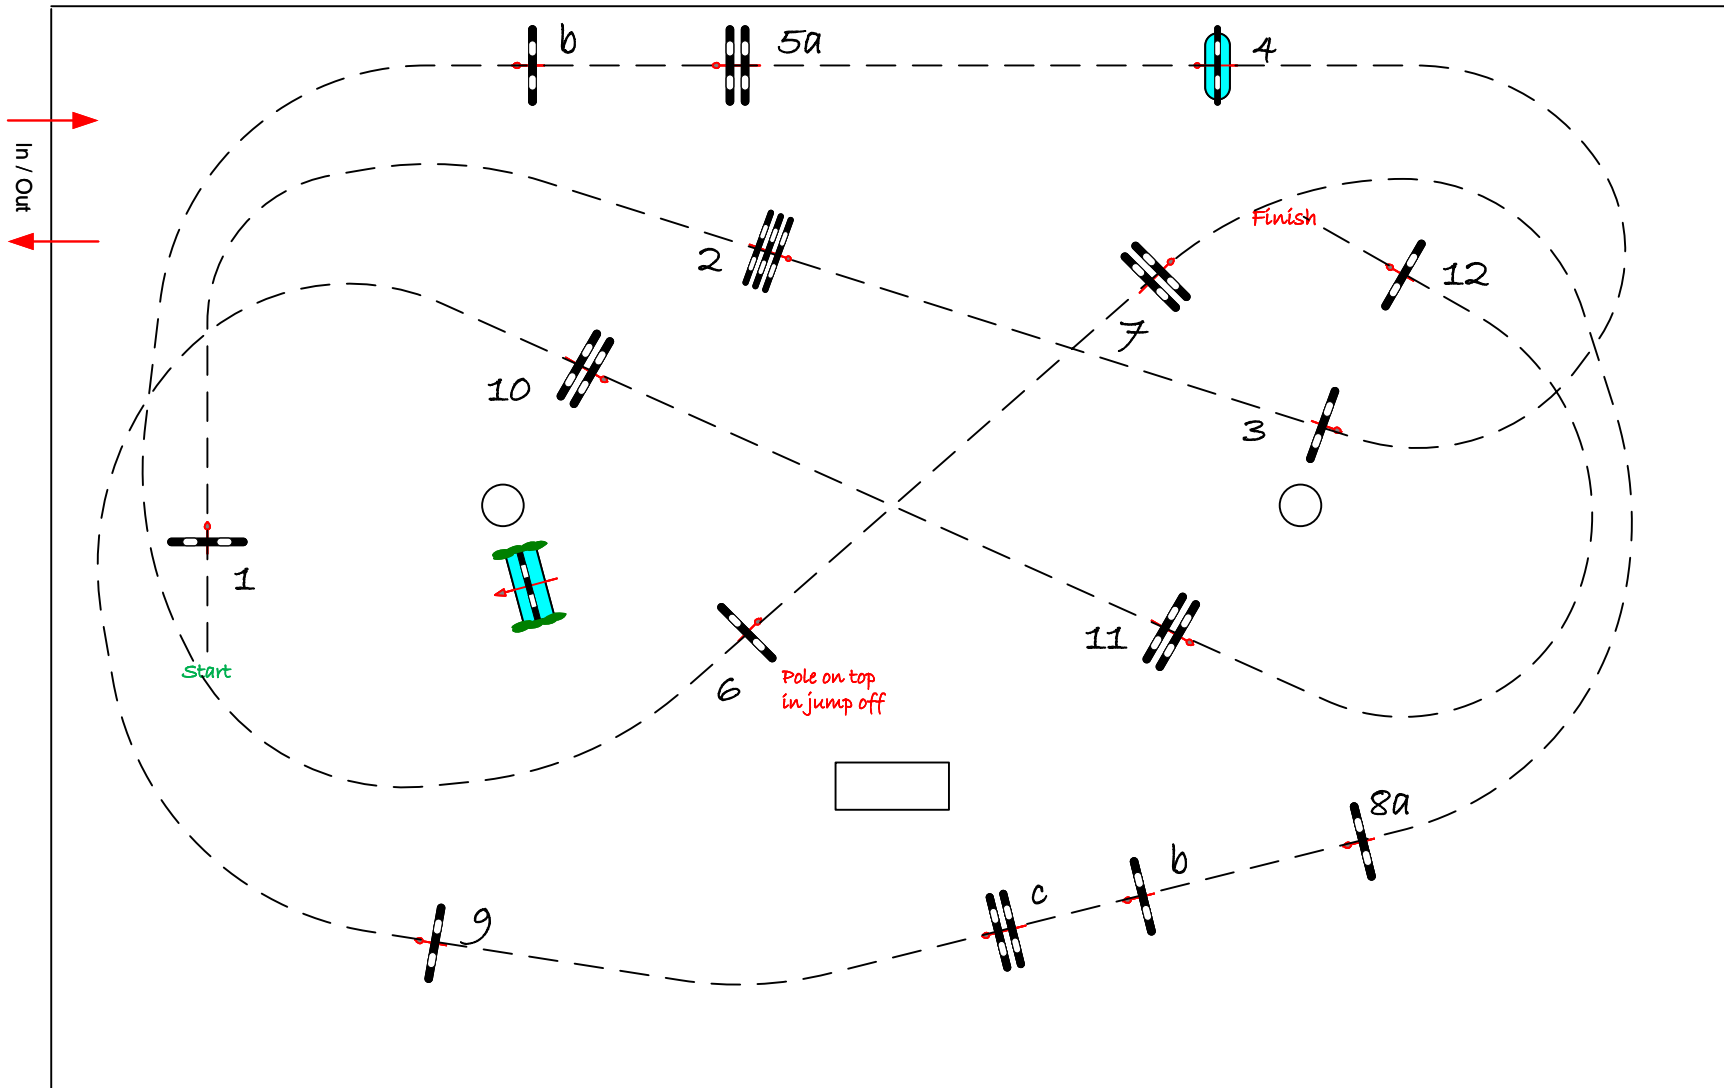 b
5a
4
In / Out
2
Finish
12
7
10
3
1
11
Start
6
Pole on top
in jump off
8a
b
c
9